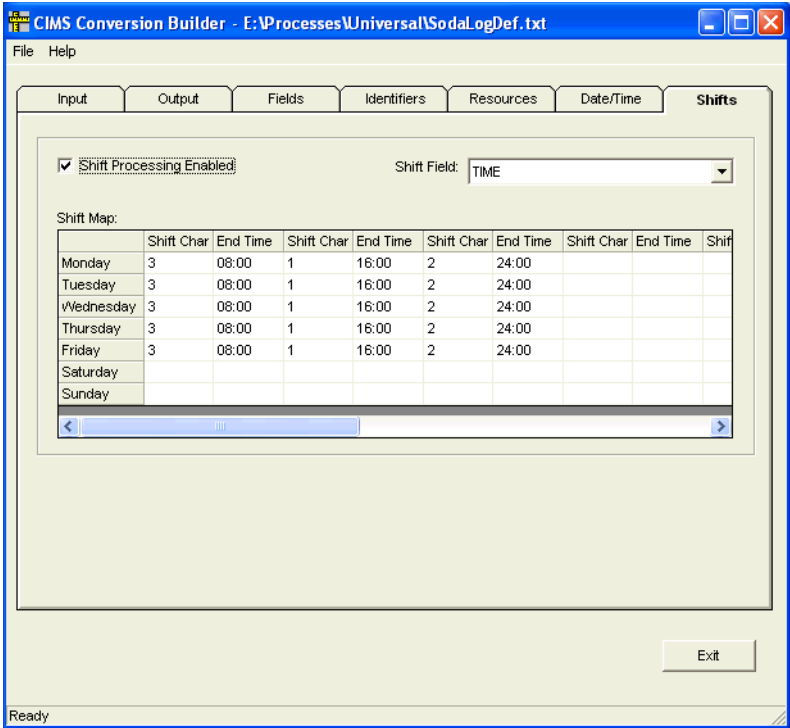 CIMS Conversion Builder - E:\Processes\Universal\SodaLogDef.txt
File Help
Input Output Fields Identifiers Resources Date/Time Shifts
Shift Processing Enabled Shift Field: TIME
Shift Map:
Shift Char End Time Shift Char End Time Shift Char End Time Shift Char End Time Shif
Monday 3 08:00 1 16:00 2 24:00
Tuesday 3 08:00 1 16:00 2 24:00
Wednesday 3 08:00 1 16:00 2 24:00
Thursday 3 08:00 1 16:00 2 24:00
Friday 3 08:00 1 16:00 2 24:00
Saturday
Sunday
Exit
Ready